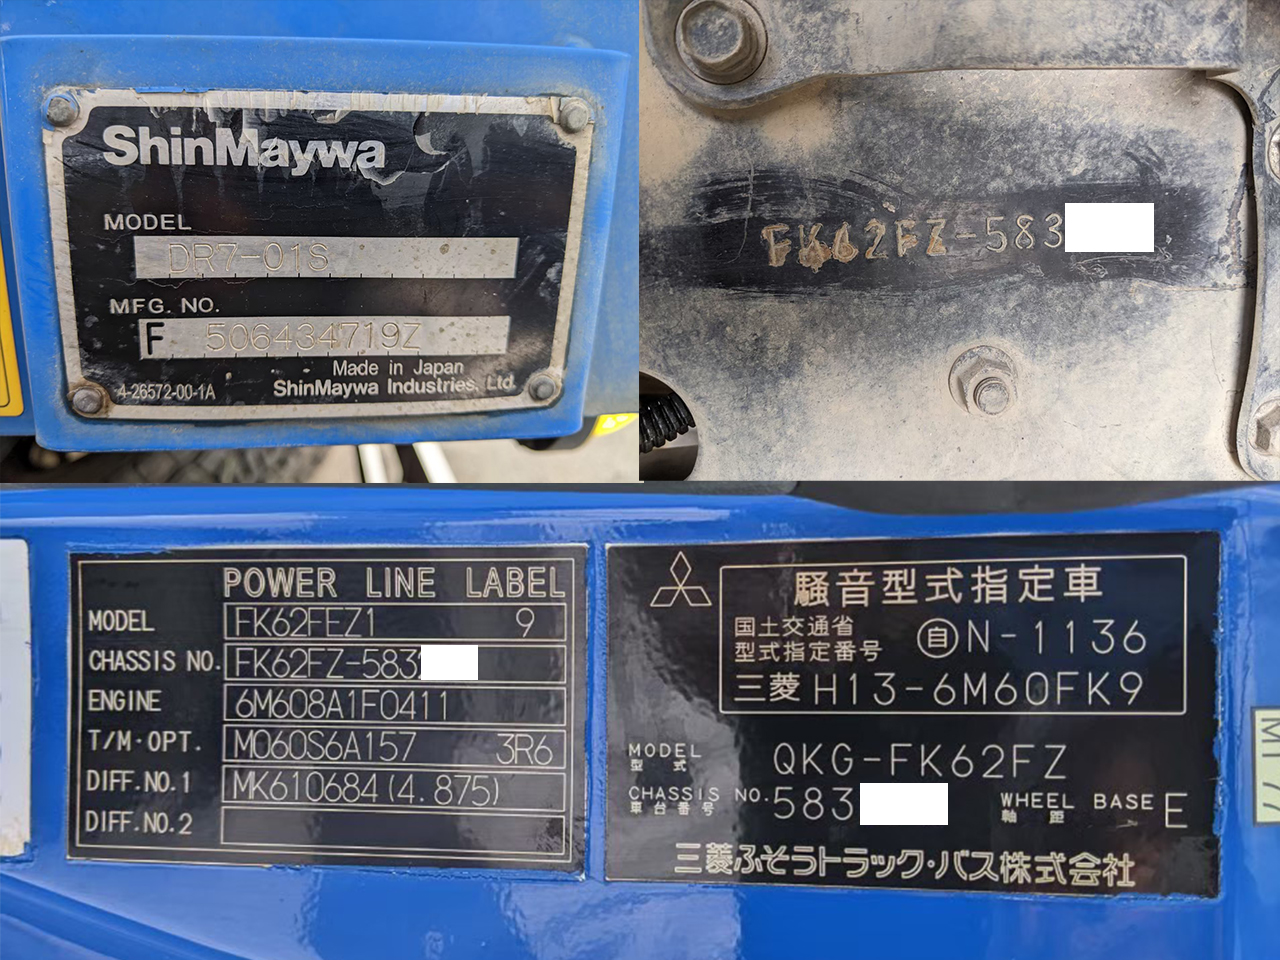 ShinMaywa
MODEL
DR7-01S
MFG. NO.
F 506434719Z
Made in Japan
4-26572-00-1A ShinMaywa Industries, Ltd.
FK62FZ-583
POWER LINE LABEL
MODEL FK62FEZ1 9
CHASSIS NO. FK62FZ-583
ENGINE 6M608A1F0411
T/M·OPT. M060S6A157 3R6
DIFF.NO.1 MK610684(4.875)
DIFF.NO.2
騒音型式指定車
国土交通省
型式指定番号 自N-1136
三菱 H13-6M60FK9
MODEL
型式 QKG-FK62FZ
CHASSIS NO. 583 WHEEL BASE E
車台番号 軸距
三菱ふそうトラック・バス株式会社